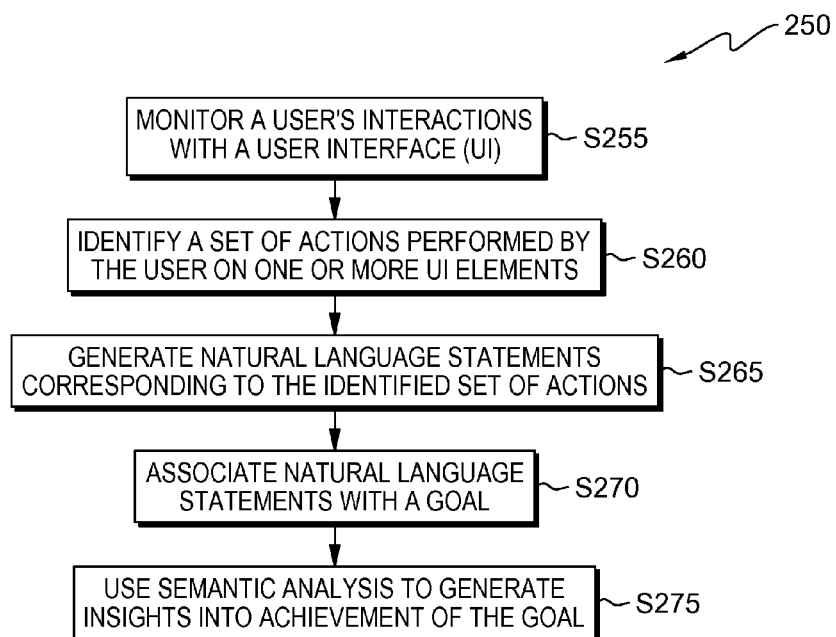 250
MONITOR A USER'S INTERACTIONS
WITH A USER INTERFACE (UI)
S255
IDENTIFY A SET OF ACTIONS PERFORMED BY
THE USER ON ONE OR MORE UI ELEMENTS
S260
GENERATE NATURAL LANGUAGE STATEMENTS
CORRESPONDING TO THE IDENTIFIED SET OF ACTIONS
S265
ASSOCIATE NATURAL LANGUAGE
STATEMENTS WITH A GOAL
S270
USE SEMANTIC ANALYSIS TO GENERATE
INSIGHTS INTO ACHIEVEMENT OF THE GOAL
S275